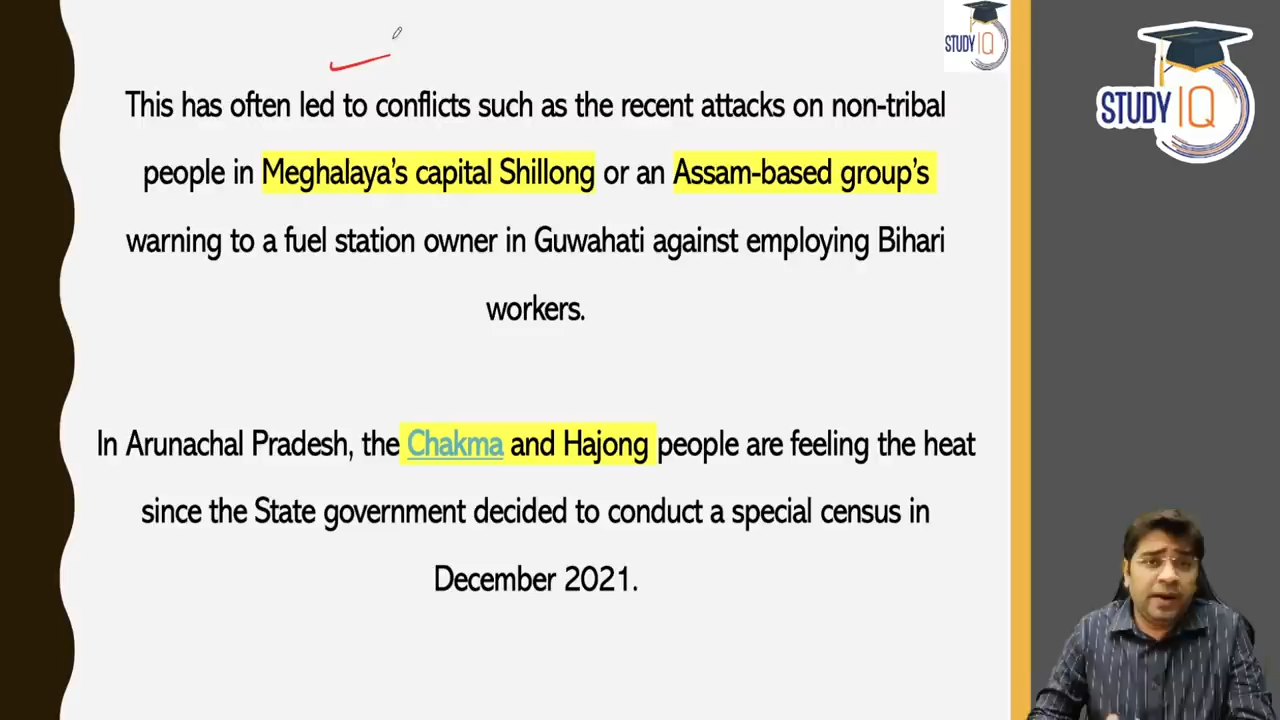 STUDY IQ
STUDY IQ
This has often led to conflicts such as the recent attacks on non-tribal
people in Meghalaya’s capital Shillong or an Assam-based group’s
warning to a fuel station owner in Guwahati against employing Bihari
workers.
In Arunachal Pradesh, the Chakma and Hajong people are feeling the heat
since the State government decided to conduct a special census in
December 2021.